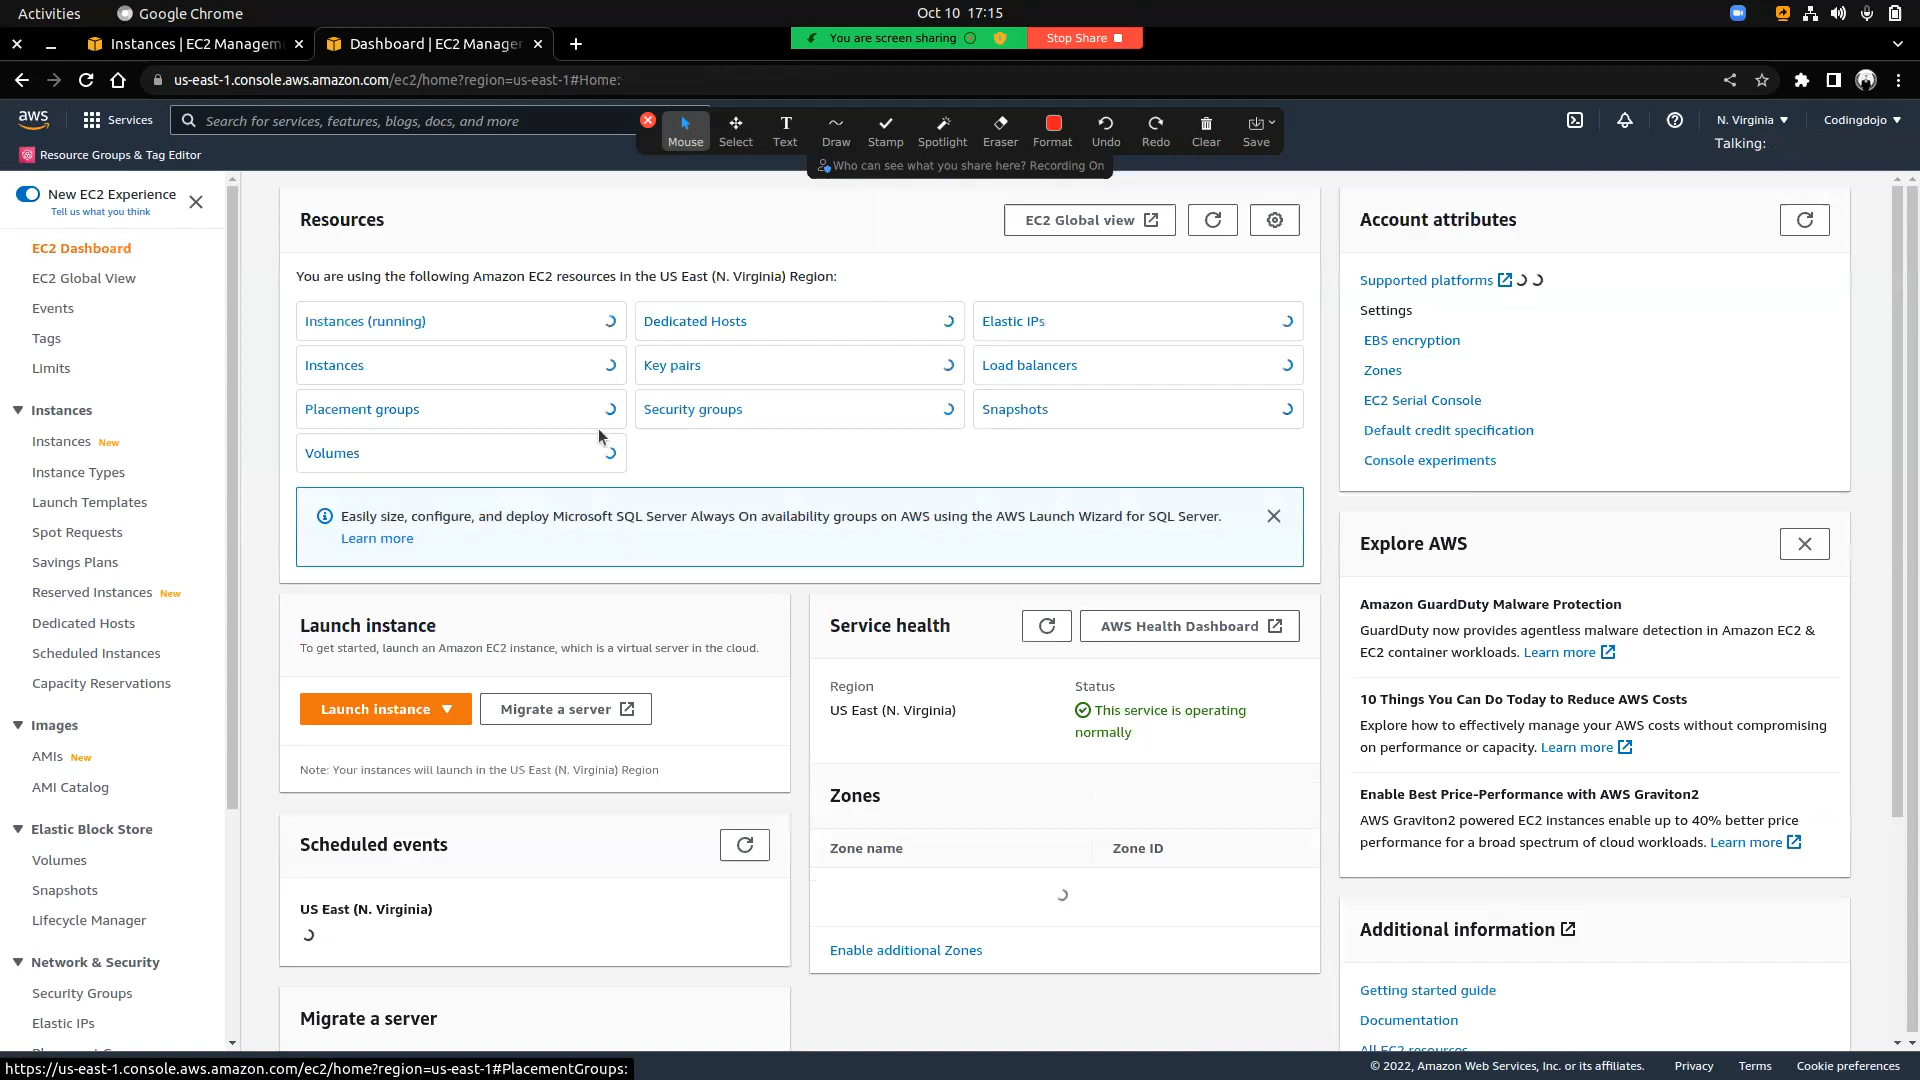 Activities
Google Chrome
Oct 10 17:15
Instances | EC2 Managem
Dashboard | EC2 Manager
You are screen sharing
Stop Share
us-east-1.console.aws.amazon.com/ec2/home?region=us-east-1#Home:
aws
Services
Search for services, features, blogs, docs, and more
Mouse
Select
Text
Draw
Stamp
Spotlight
Eraser
Format
Undo
Redo
Clear
Save
N. Virginia
Codingdojo
Who can see what you share here? Recording On
Talking:
Resource Groups & Tag Editor
New EC2 Experience
Tell us what you think
EC2 Dashboard
EC2 Global View
Events
Tags
Limits
Instances
Instances New
Instance Types
Launch Templates
Spot Requests
Savings Plans
Reserved Instances New
Dedicated Hosts
Scheduled Instances
Capacity Reservations
Images
AMIs New
AMI Catalog
Elastic Block Store
Volumes
Snapshots
Lifecycle Manager
Network & Security
Security Groups
Elastic IPs
Resources
EC2 Global view
You are using the following Amazon EC2 resources in the US East (N. Virginia) Region:
Instances (running)
Dedicated Hosts
Elastic IPs
Instances
Key pairs
Load balancers
Placement groups
Security groups
Snapshots
Volumes
Easily size, configure, and deploy Microsoft SQL Server Always On availability groups on AWS using the AWS Launch Wizard for SQL Server.
Learn more
Launch instance
To get started, launch an Amazon EC2 instance, which is a virtual server in the cloud.
Launch instance
Migrate a server
Note: Your instances will launch in the US East (N. Virginia) Region
Scheduled events
US East (N. Virginia)
Migrate a server
Service health
AWS Health Dashboard
Region
US East (N. Virginia)
Status
This service is operating
normally
Zones
Zone name
Zone ID
Enable additional Zones
Account attributes
Supported platforms
Settings
EBS encryption
Zones
EC2 Serial Console
Default credit specification
Console experiments
Explore AWS
Amazon GuardDuty Malware Protection
GuardDuty now provides agentless malware detection in Amazon EC2 &
EC2 container workloads. Learn more
10 Things You Can Do Today to Reduce AWS Costs
Explore how to effectively manage your AWS costs without compromising
on performance or capacity. Learn more
Enable Best Price-Performance with AWS Graviton2
AWS Graviton2 powered EC2 instances enable up to 40% better price
performance for a broad spectrum of cloud workloads. Learn more
Additional information
Getting started guide
Documentation
All EC2 resources
https://us-east-1.console.aws.amazon.com/ec2/home?region=us-east-1#PlacementGroups:
© 2022, Amazon Web Services, Inc. or its affiliates.
Privacy
Terms
Cookie preferences